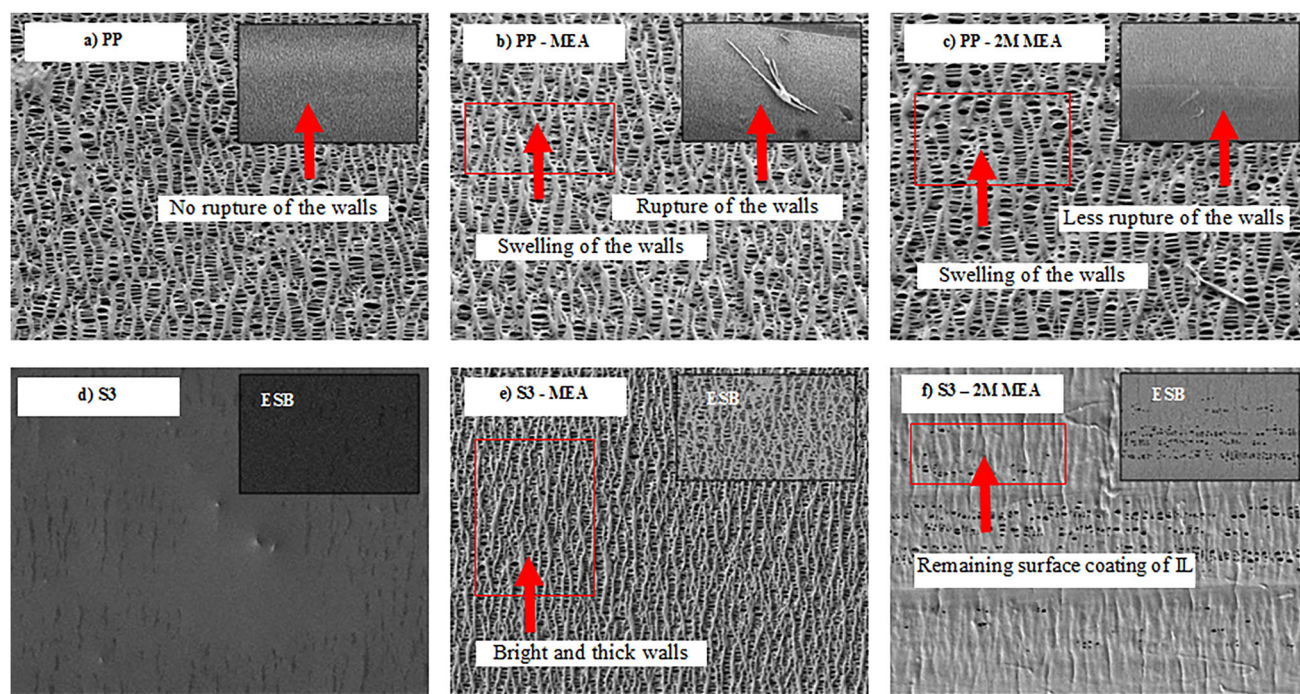 a) PP
No rupture of the walls
b) PP - MEA
Rupture of the walls
Swelling of the walls
c) PP - 2M MEA
Less rupture of the walls
Swelling of the walls
d) S3
ESB
e) S3 - MEA
ESB
Bright and thick walls
f) S3 – 2M MEA
ESB
Remaining surface coating of IL